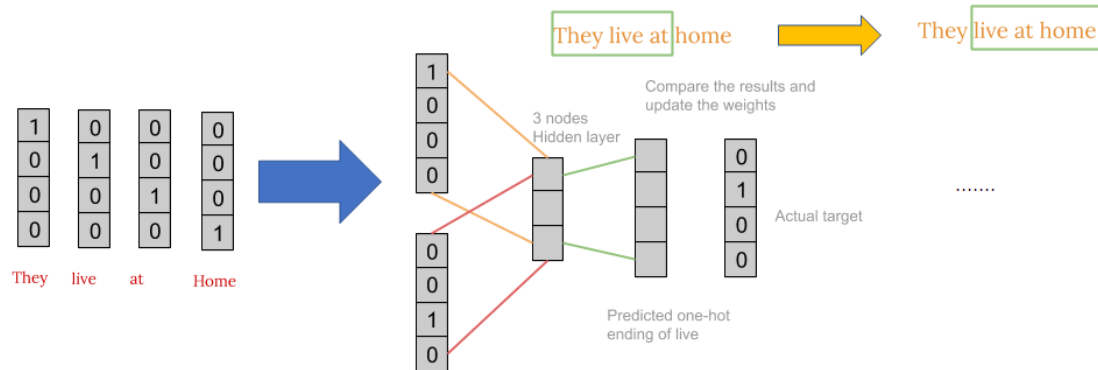 They live at home
They live at home
Compare the results and
update the weights
3 nodes
Hidden layer
1
0
0
0
0
1
0
0
0
0
1
0
0
0
0
1
They live at Home
1
0
0
0
0
0
1
0
0
1
0
0
Actual target
.......
Predicted one-hot
ending of live